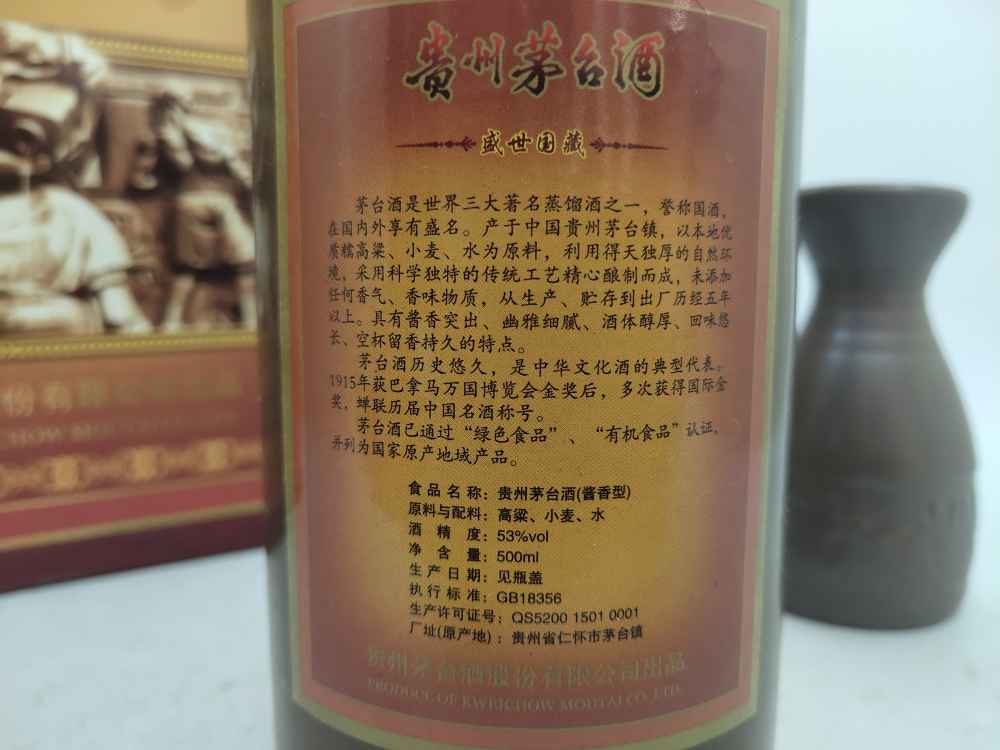 贵州茅台酒
盛世国藏
茅台酒是世界三大著名蒸馏酒之一，誉称国酒，
在国内外享有盛名。产于中国贵州茅台镇，以本地优
质糯高粱、小麦、水为原料，利用得天独厚的自然环
境，采用科学独特的传统工艺精心酿制而成，未添加
任何香气、香味物质，从生产、贮存到出厂历经五年
以上。具有酱香突出、幽雅细腻、酒体醇厚、回味悠
长、空杯留香持久的特点。
茅台酒历史悠久，是中华文化酒的典型代表。
1915年获巴拿马万国博览会金奖后，多次获得国际金
奖，蝉联历届中国名酒称号。
茅台酒已通过“绿色食品”、“有机食品”认证，
并列为国家原产地域产品。
食品名称：贵州茅台酒(酱香型)
原料与配料：高粱、小麦、水
酒精度：53%vol
净含量：500ml
生产日期：见瓶盖
执行标准：GB18356
生产许可证号：QS5200 1501 0001
厂址(原产地)：贵州省仁怀市茅台镇
贵州茅台酒股份有限公司出品
PRODUCE OF KWEICHOW MOUTAI CO., LTD.
份有